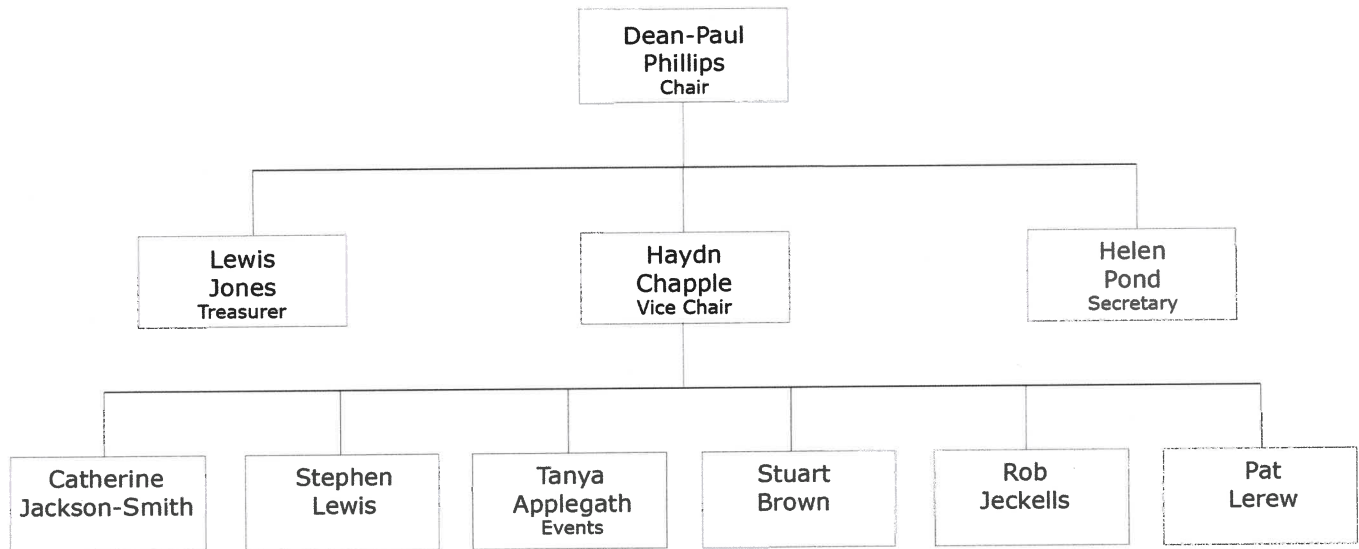 Dean-Paul
Phillips
Chair
Lewis
Jones
Treasurer
Haydn
Chapple
Vice Chair
Helen
Pond
Secretary
Catherine
Jackson-Smith
Stephen
Lewis
Tanya
Applegath
Events
Stuart
Brown
Rob
Jeckells
Pat
Lerew